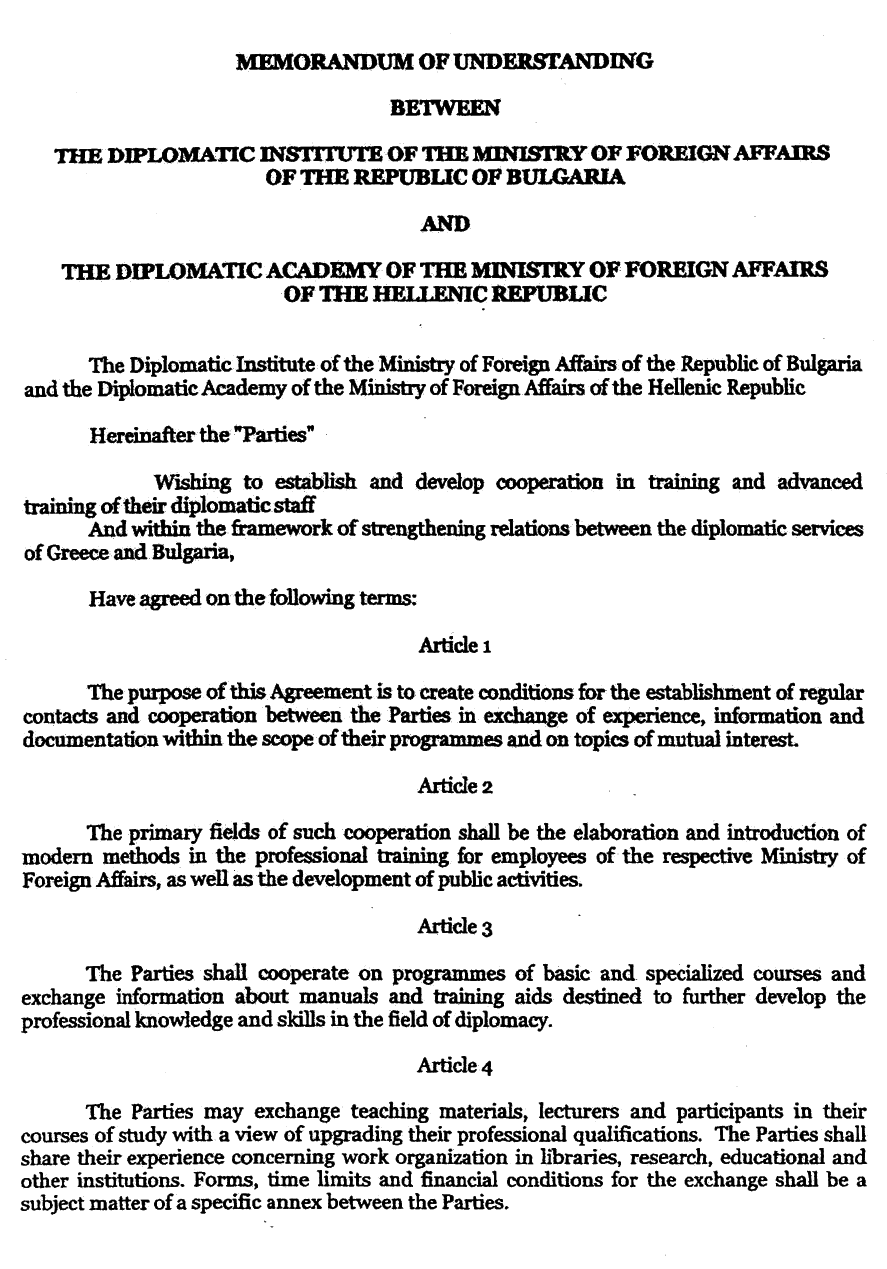 MEMORANDUM OF UNDERSTANDING
BETWEEN
THE DIPLOMATIC INSTITUTE OF THE MINISTRY OF FOREIGN AFFAIRS
OF THE REPUBLIC OF BULGARIA
AND
THE DIPLOMATIC ACADEMY OF THE MINISTRY OF FOREIGN AFFAIRS
OF THE HELLENIC REPUBLIC
The Diplomatic Institute of the Ministry of Foreign Affairs of the Republic of Bulgaria
and the Diplomatic Academy of the Ministry of Foreign Affairs of the Hellenic Republic
Hereinafter the "Parties"
Wishing to establish and develop cooperation in training and advanced
training of their diplomatic staff
And within the framework of strengthening relations between the diplomatic services
of Greece and Bulgaria,
Have agreed on the following terms:
Article 1
The purpose of this Agreement is to create conditions for the establishment of regular
contacts and cooperation between the Parties in exchange of experience, information and
documentation within the scope of their programmes and on topics of mutual interest.
Article 2
The primary fields of such cooperation shall be the elaboration and introduction of
modern methods in the professional training for employees of the respective Ministry of
Foreign Affairs, as well as the development of public activities.
Article 3
The Parties shall cooperate on programmes of basic and specialized courses and
exchange information about manuals and training aids destined to further develop the
professional knowledge and skills in the field of diplomacy.
Article 4
The Parties may exchange teaching materials, lecturers and participants in their
courses of study with a view of upgrading their professional qualifications. The Parties shall
share their experience concerning work organization in libraries, research, educational and
other institutions. Forms, time limits and financial conditions for the exchange shall be a
subject matter of a specific annex between the Parties.